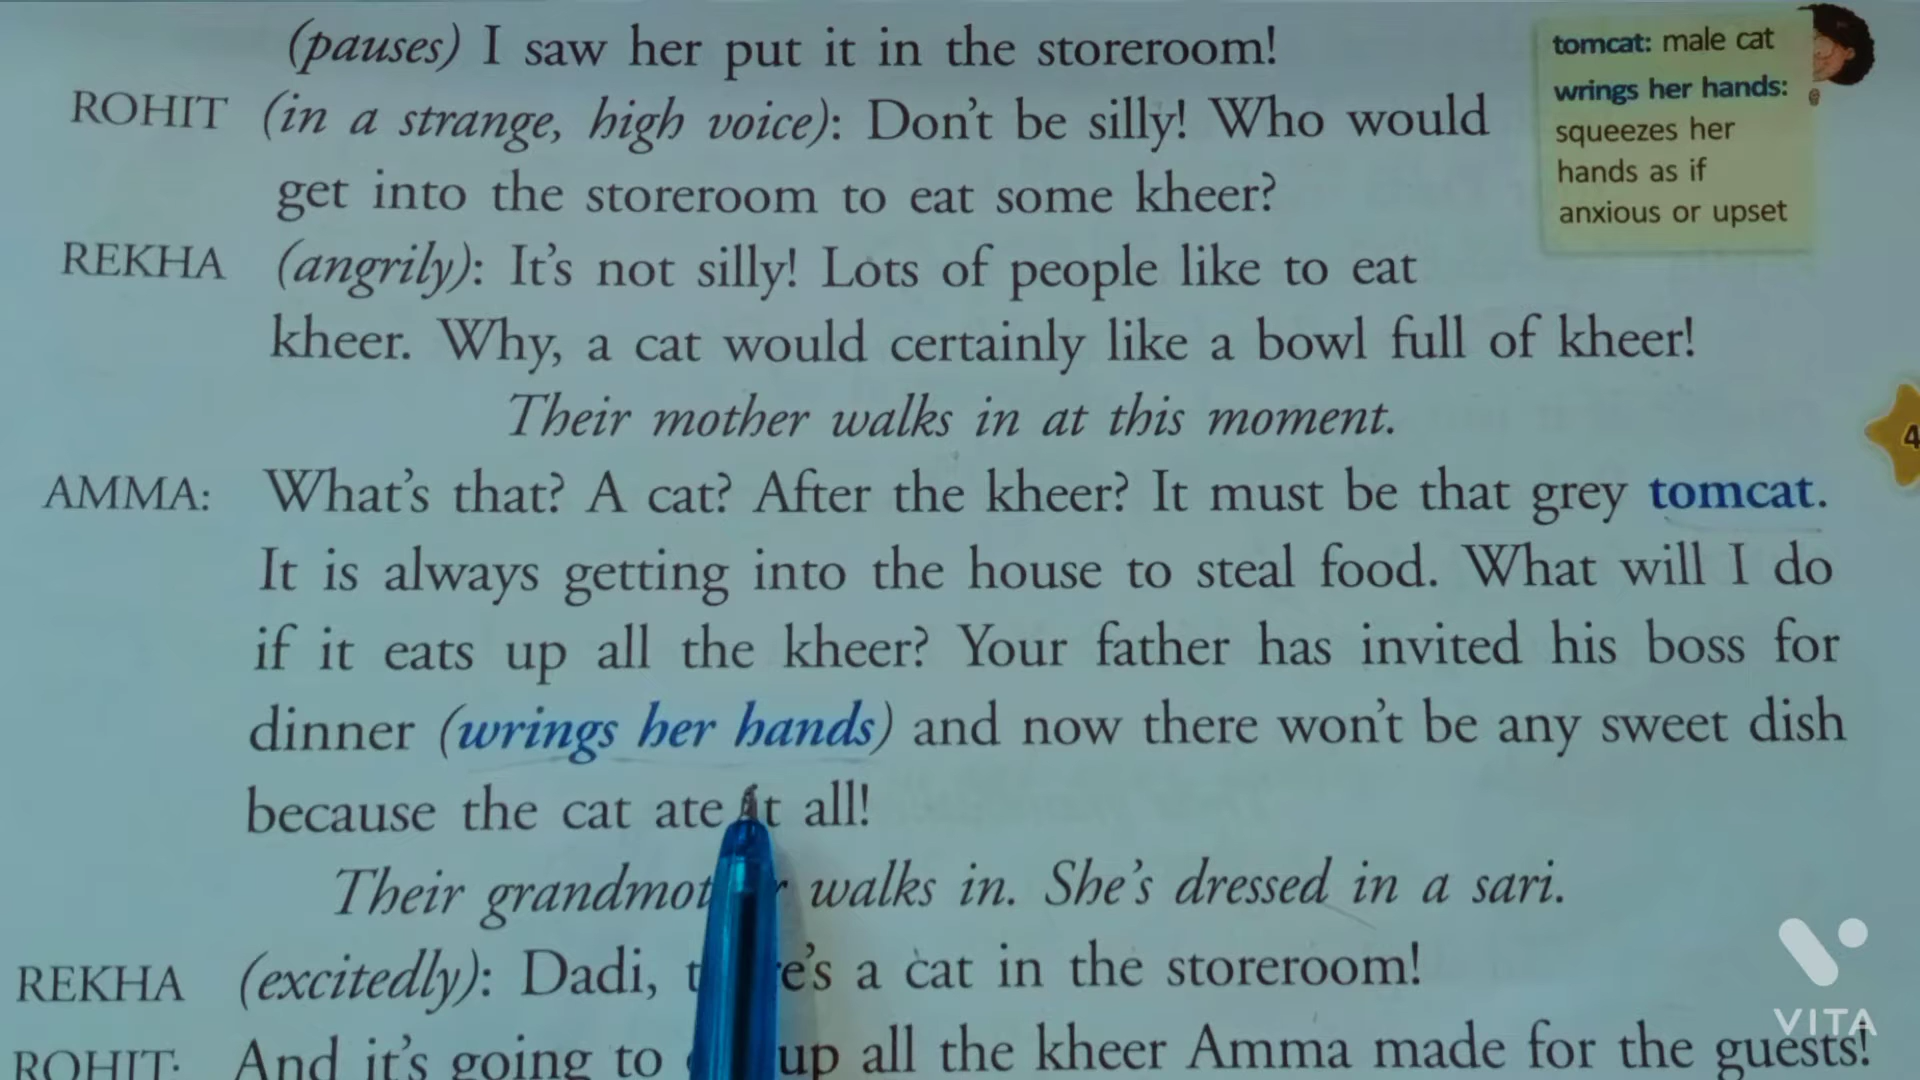 (pauses) I saw her put it in the storeroom!
tomcat: male cat
wrings her hands:
squeezes her
hands as if
anxious or upset
ROHIT (in a strange, high voice): Don't be silly! Who would
get into the storeroom to eat some kheer?
REKHA (angrily): It's not silly! Lots of people like to eat
kheer. Why, a cat would certainly like a bowl full of kheer!
Their mother walks in at this moment.
4
AMMA: What's that? A cat? After the kheer? It must be that grey tomcat.
It is always getting into the house to steal food. What will I do
if it eats up all the kheer? Your father has invited his boss for
dinner (wrings her hands) and now there won't be any sweet dish
because the cat ate it all!
Their walks in. She's dressed in a sari.
REKHA (excitedly): Dadi, a cat in the storeroom!
ROHIT: And it's going to up all the kheer Amma made for the guests!
VITA